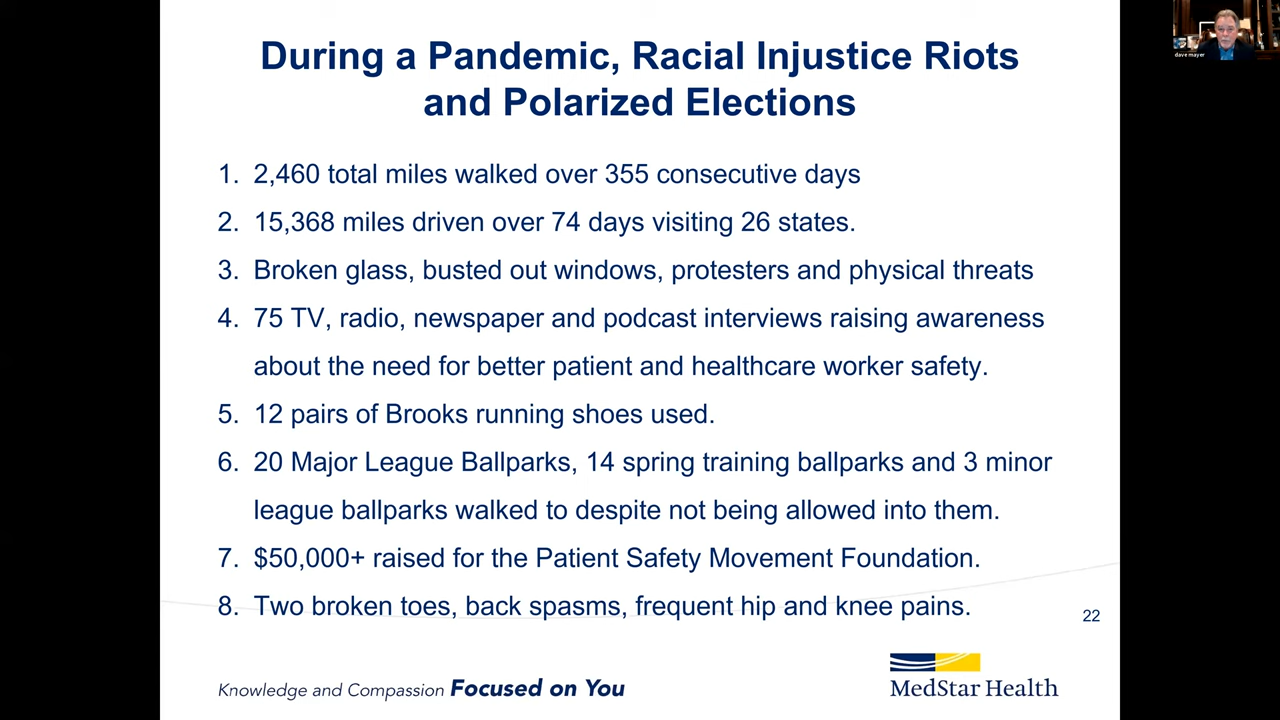 During a Pandemic, Racial Injustice Riots
and Polarized Elections
1. 2,460 total miles walked over 355 consecutive days
2. 15,368 miles driven over 74 days visiting 26 states.
3. Broken glass, busted out windows, protesters and physical threats
4. 75 TV, radio, newspaper and podcast interviews raising awareness
about the need for better patient and healthcare worker safety.
5. 12 pairs of Brooks running shoes used.
6. 20 Major League Ballparks, 14 spring training ballparks and 3 minor
league ballparks walked to despite not being allowed into them.
7. $50,000+ raised for the Patient Safety Movement Foundation.
8. Two broken toes, back spasms, frequent hip and knee pains.
22
Knowledge and Compassion Focused on You
MedStar Health
dave mayer